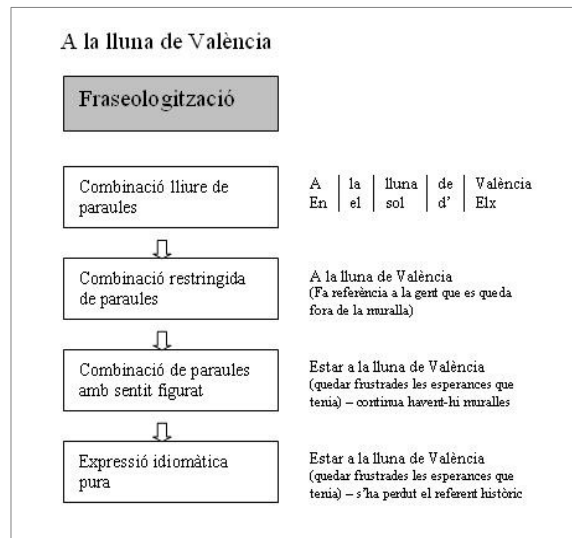 A la lluna de València
Fraseologització
Combinació lliure de
paraules
A | la | lluna | de | València
En | el | sol | d' | Elx
Combinació restringida
de paraules
A la lluna de València
(Fa referència a la gent que es queda
fora de la muralla)
Combinació de paraules
amb sentit figurat
Estar a la lluna de València
(quedar frustrades les esperances que
tenia) – continua havent-hi muralles
Expressió idiomàtica
pura
Estar a la lluna de València
(quedar frustrades les esperances que
tenia) – s'ha perdut el referent històric